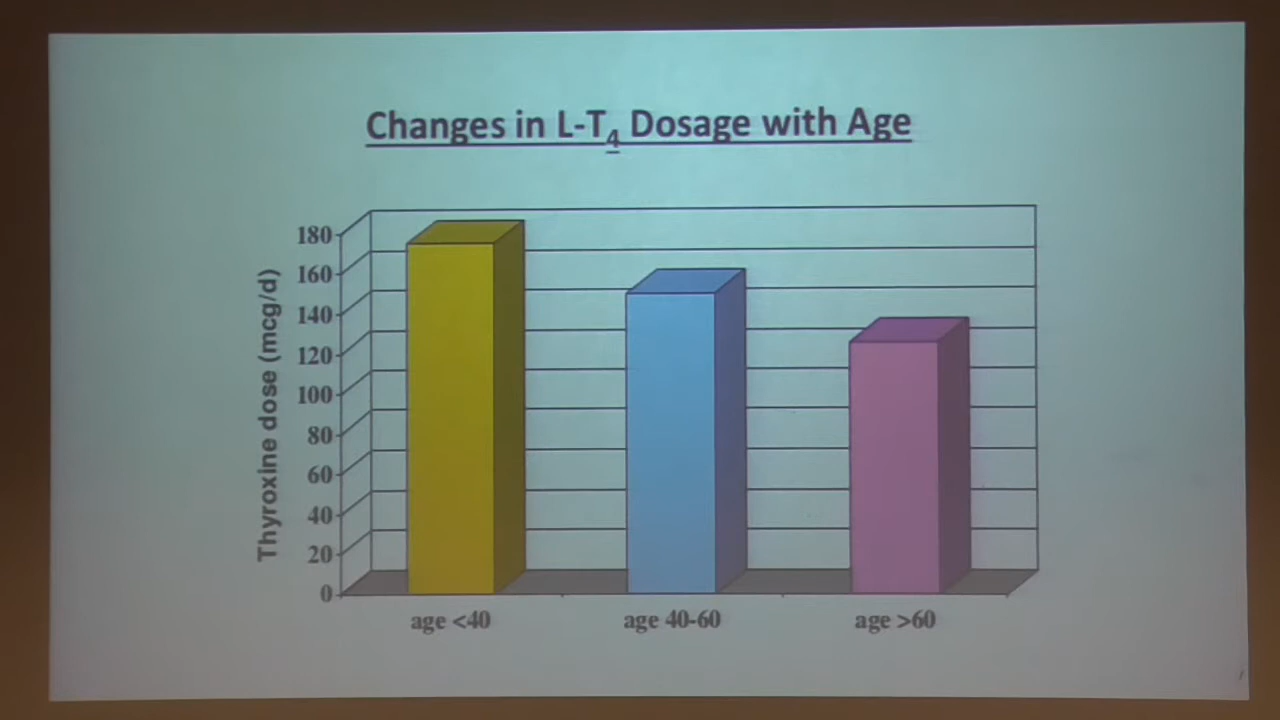 Changes in L-T4 Dosage with Age
Thyroxine dose (mcg/d)
180
160
140
120
100
80
60
40
20
0
age <40
age 40-60
age >60